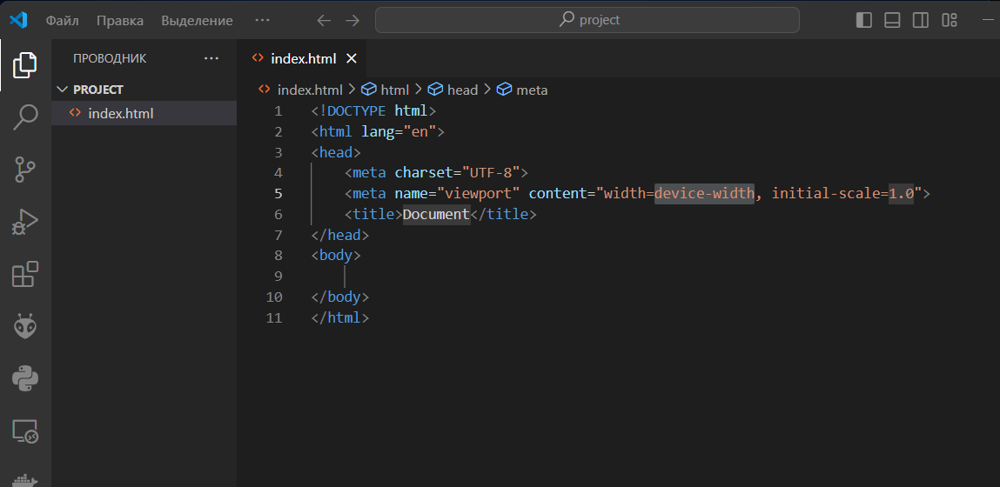 Файл Правка Выделение ··· project
ПРОВОДНИК ···
PROJECT
index.html
index.html
index.html > html > head > meta
1 <!DOCTYPE html>
2 <html lang="en">
3 <head>
4 <meta charset="UTF-8">
5 <meta name="viewport" content="width=device-width, initial-scale=1.0">
6 <title>Document</title>
7 </head>
8 <body>
9
10 </body>
11 </html>